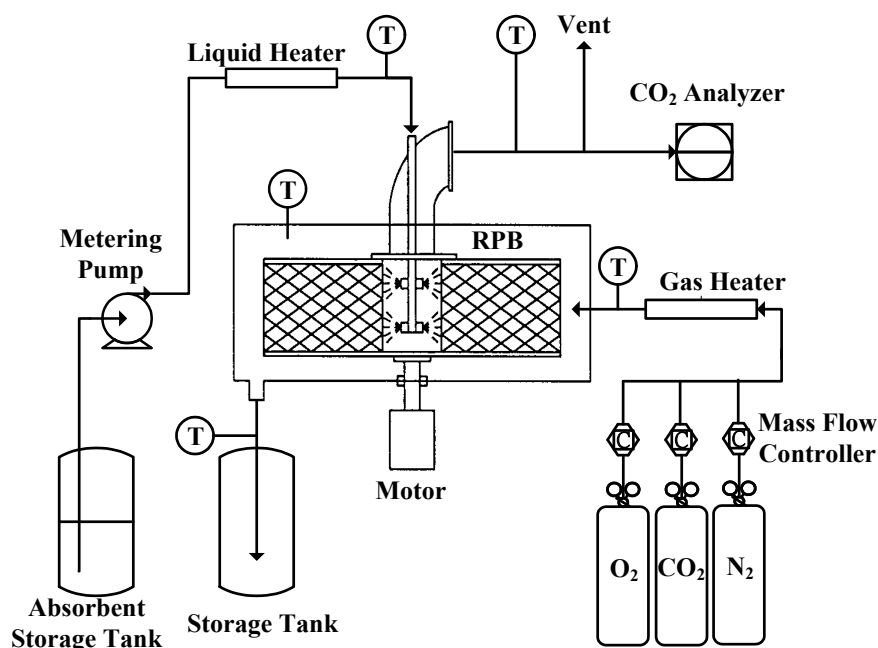 T
T
Vent
Liquid Heater
CO₂ Analyzer
T
Metering
Pump
RPB
T
Gas Heater
Mass Flow
Controller
C
C
C
T
Motor
O₂
CO₂
N₂
Absorbent
Storage Tank
Storage Tank